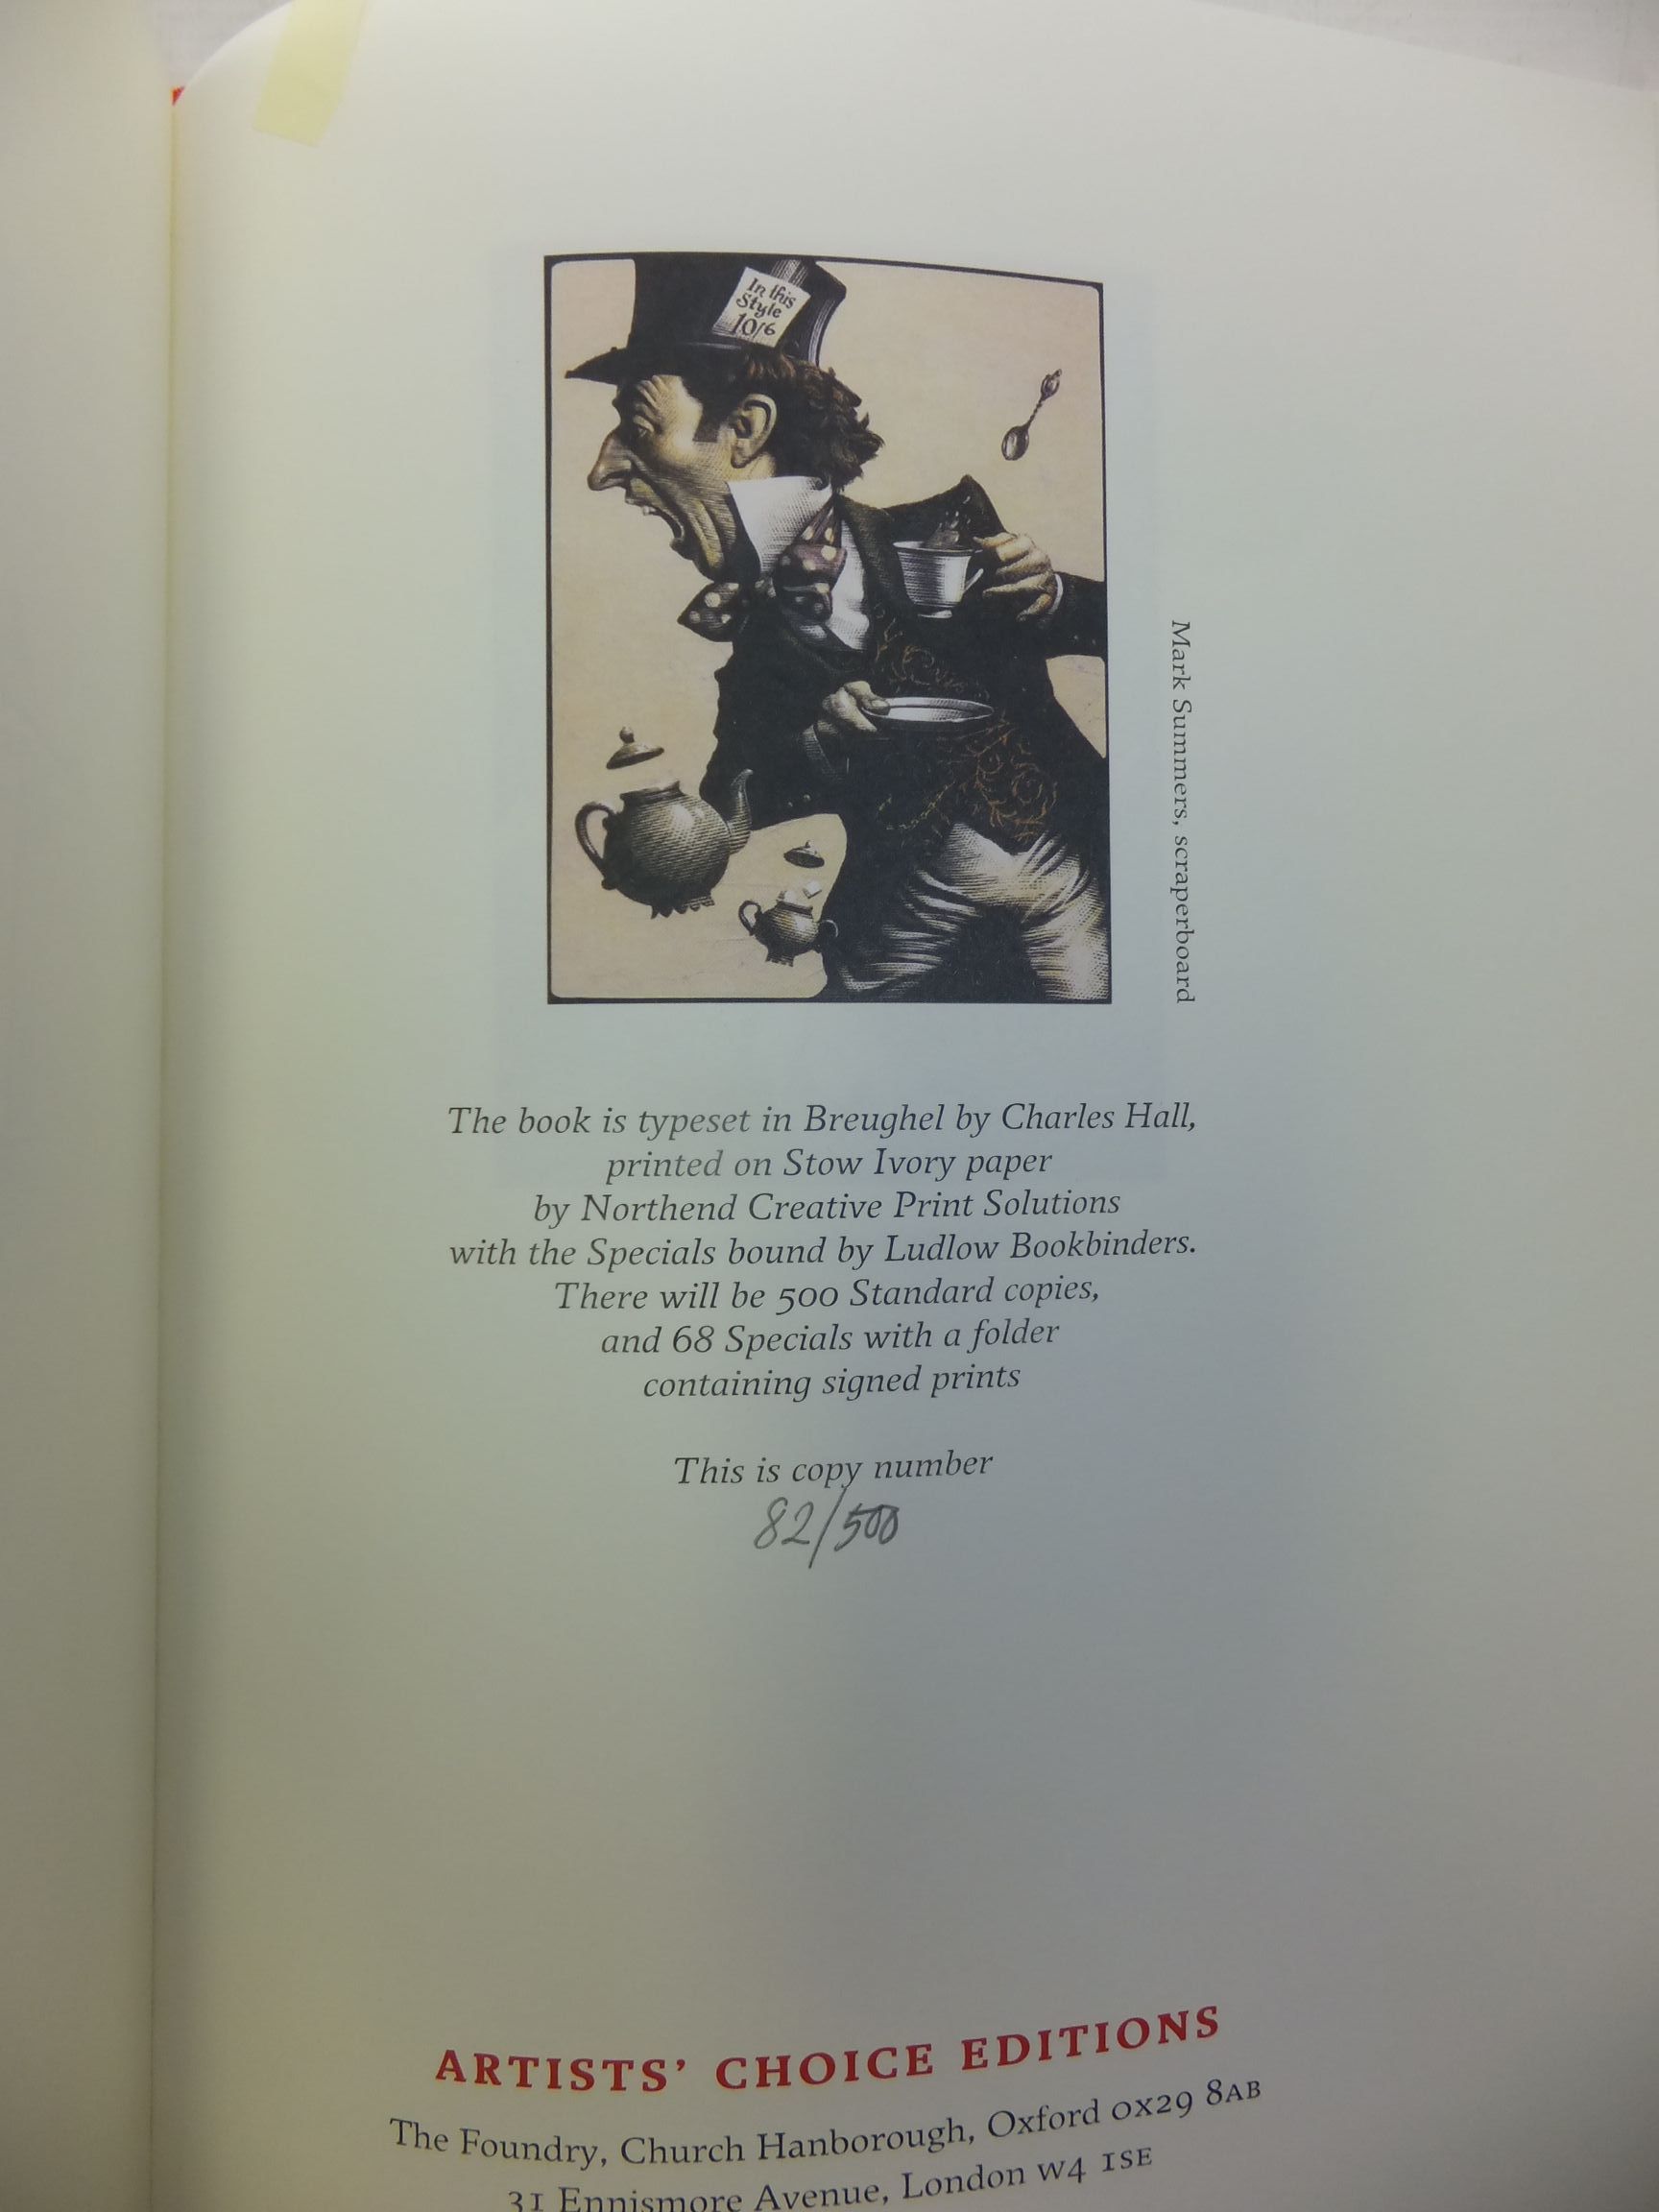 In this
Style
10/6
Mark Summers, scraperboard
The book is typeset in Breughel by Charles Hall,
printed on Stow Ivory paper
by Northend Creative Print Solutions
with the Specials bound by Ludlow Bookbinders.
There will be 500 Standard copies,
and 68 Specials with a folder
containing signed prints
This is copy number
82/500
ARTISTS’ CHOICE EDITIONS
The Foundry, Church Hanborough, Oxford OX29 8AB
31 Ennismore Avenue, London W4 1SE